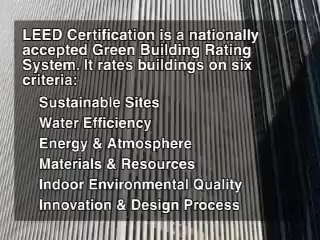 LEED Certification is a nationally
accepted Green Building Rating
System. It rates buildings on six
criteria:
Sustainable Sites
Water Efficiency
Energy & Atmosphere
Materials & Resources
Indoor Environmental Quality
Innovation & Design Process